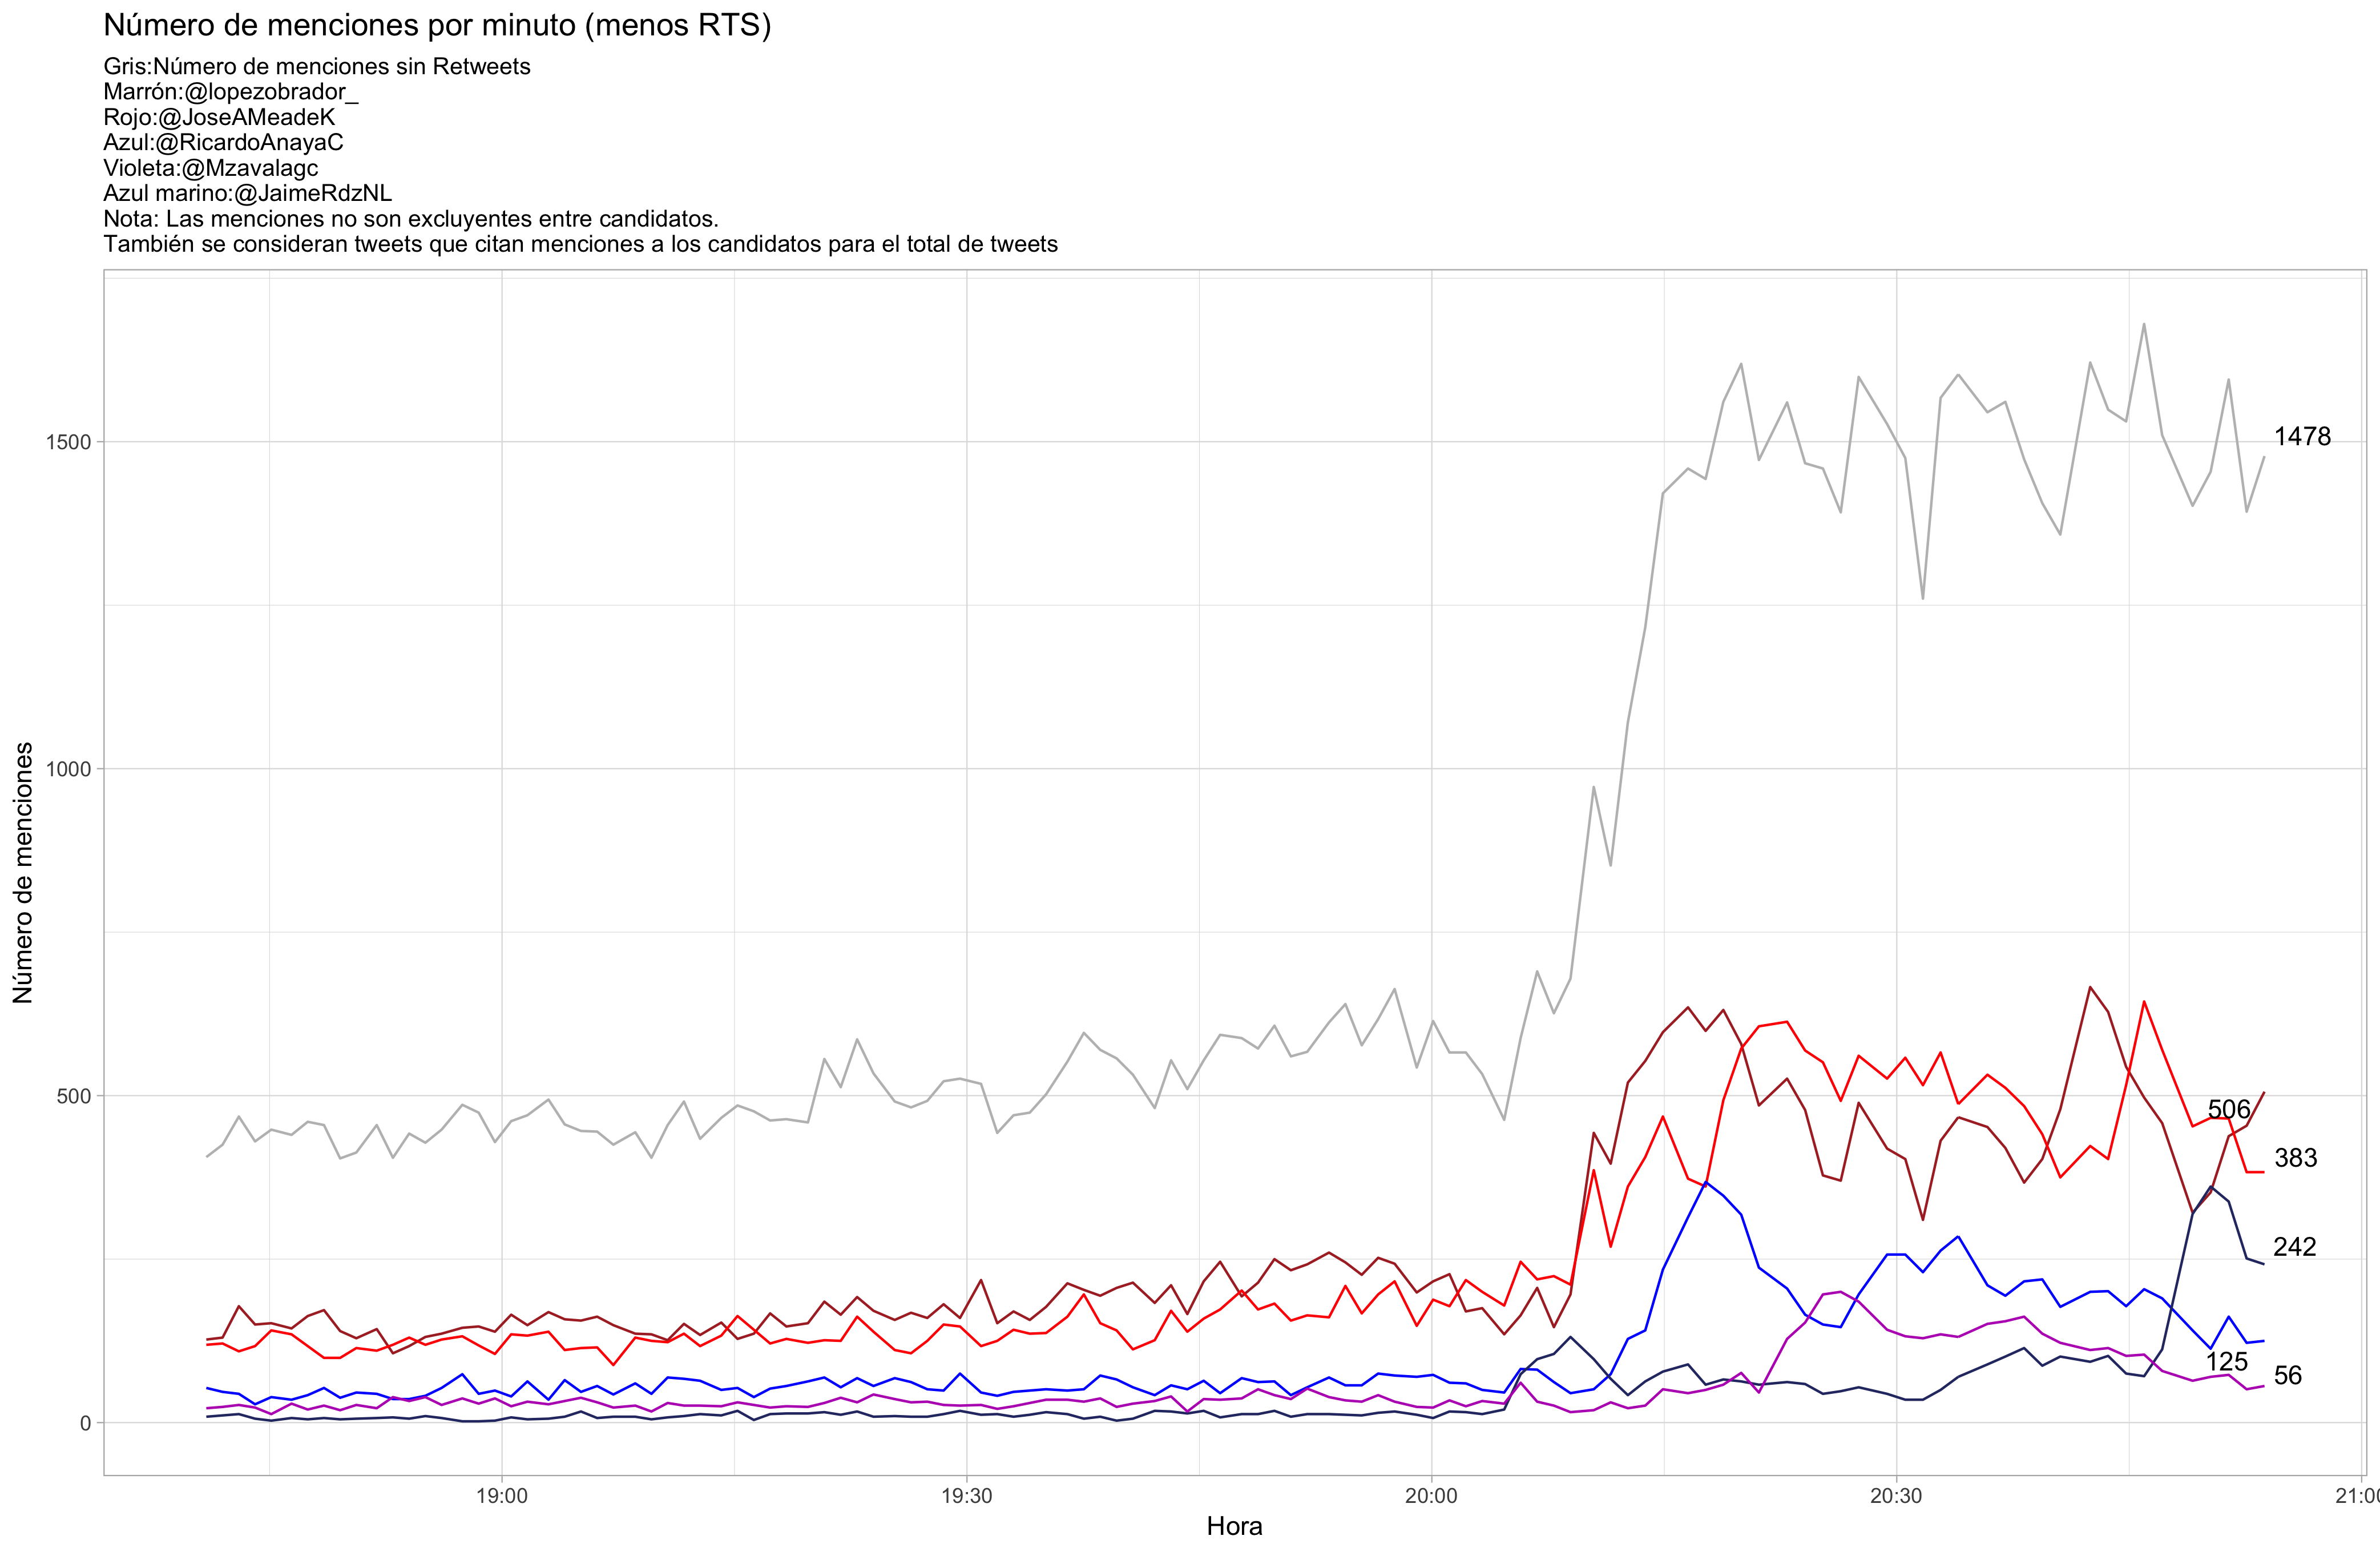 Número de menciones por minuto (menos RTS)
Gris:Número de menciones sin Retweets
Marrón:@lopezobrador_
Rojo:@JoseAMeadeK
Azul:@RicardoAnayaC
Violeta:@Mzavalagc
Azul marino:@JaimeRdzNL
Nota: Las menciones no son excluyentes entre candidatos.
También se consideran tweets que citan menciones a los candidatos para el total de tweets
Número de menciones
1500
1000
500
0
1478
506
383
242
125
56
19:00
19:30
20:00
20:30
21:00
Hora